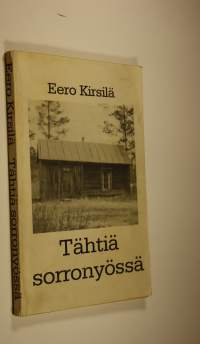 Eero Kirsilä
Tähtiä
sorronyössä
Eero Kirsilä Tähtiä sorronyössä